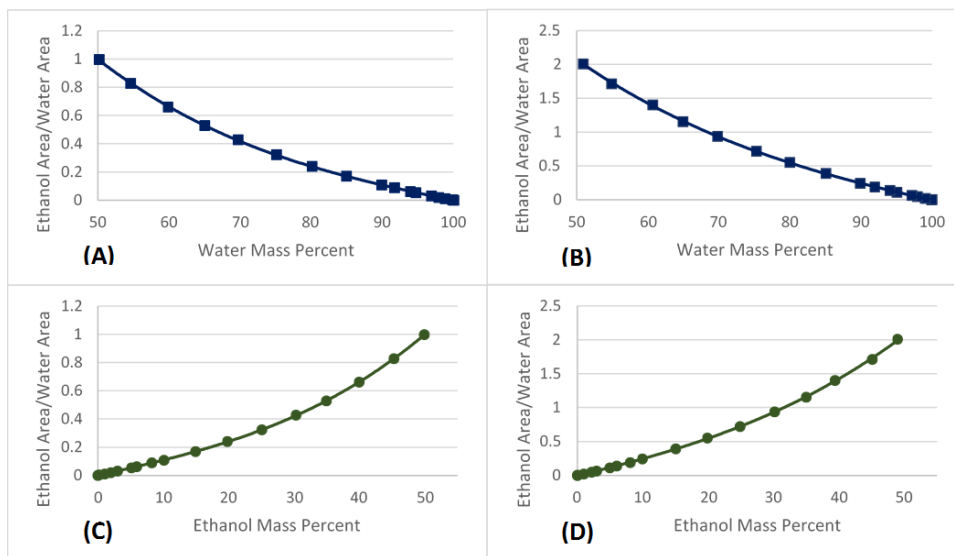 1.2
1
0.8
0.6
0.4
0.2
0
50 60 70 80 90 100
Ethanol Area/Water Area
Water Mass Percent
(A)
2.5
2
1.5
1
0.5
0
50 60 70 80 90 100
Ethanol Area/Water Area
Water Mass Percent
(B)
1.2
1
0.8
0.6
0.4
0.2
0
0 10 20 30 40 50
Ethanol Area/Water Area
Ethanol Mass Percent
(C)
2.5
2
1.5
1
0.5
0
0 10 20 30 40 50
Ethanol Area/Water Area
Ethanol Mass Percent
(D)